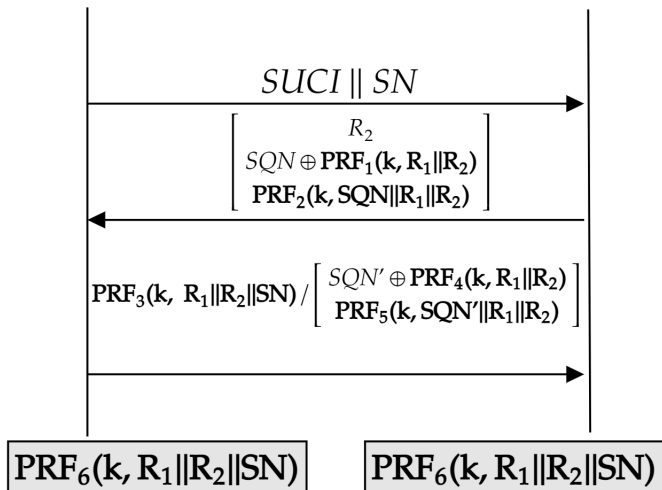 SUCI || SN
R₂
SQN ⊕ PRF₁(k, R₁||R₂)
PRF₂(k, SQN||R₁||R₂)
PRF₃(k, R₁||R₂||SN) / [ SQN′ ⊕ PRF₄(k, R₁||R₂)
PRF₅(k, SQN′||R₁||R₂) ]
PRF₆(k, R₁||R₂||SN)
PRF₆(k, R₁||R₂||SN)